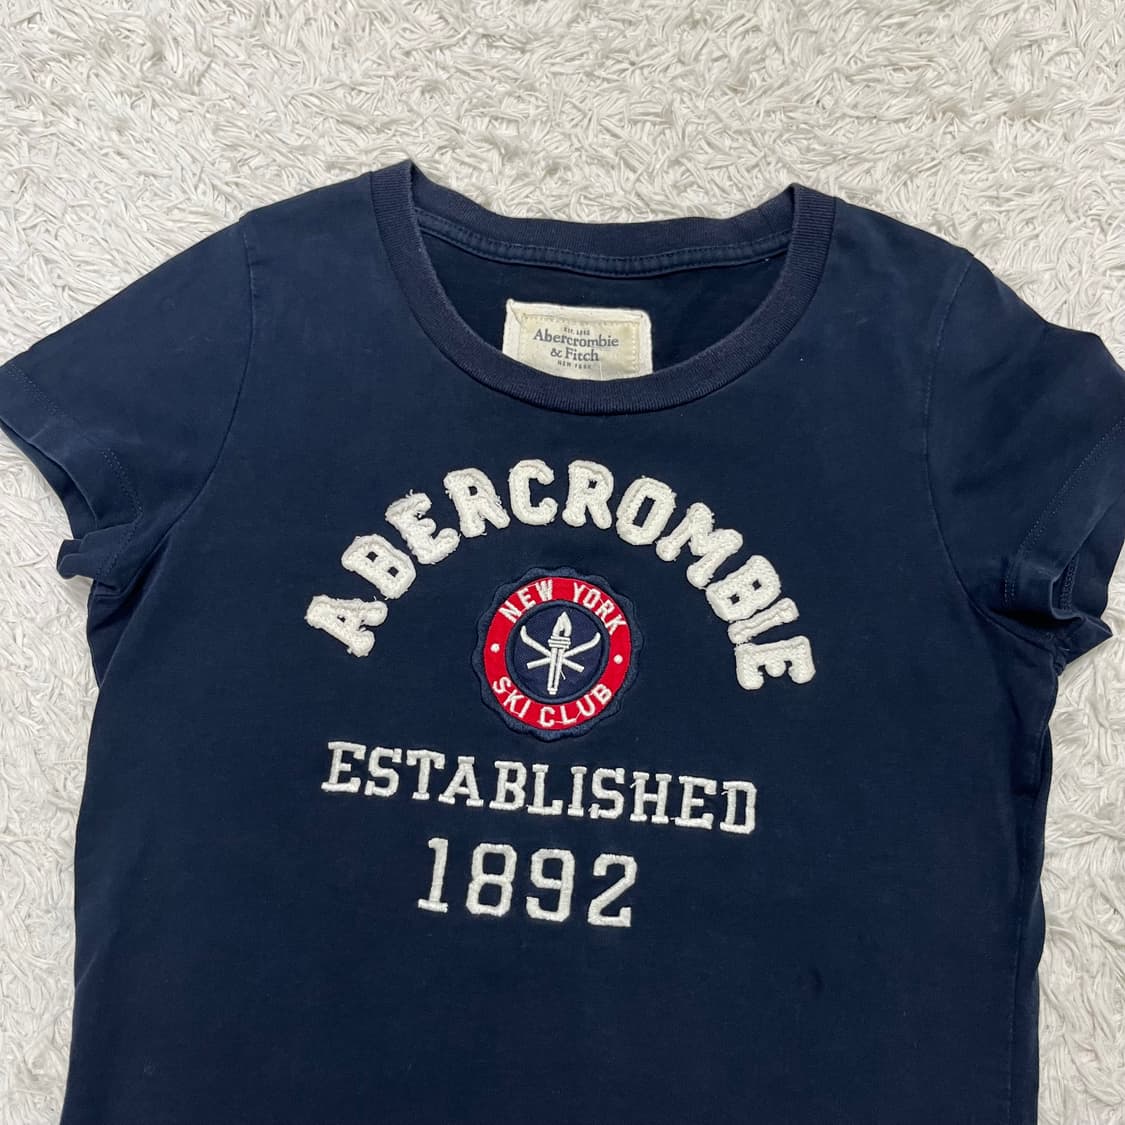 EST. 1892
Abercrombie
& Fitch
NEW YORK
ABERCROMBIE
NEW YORK
SKI CLUB
ESTABLISHED
1892